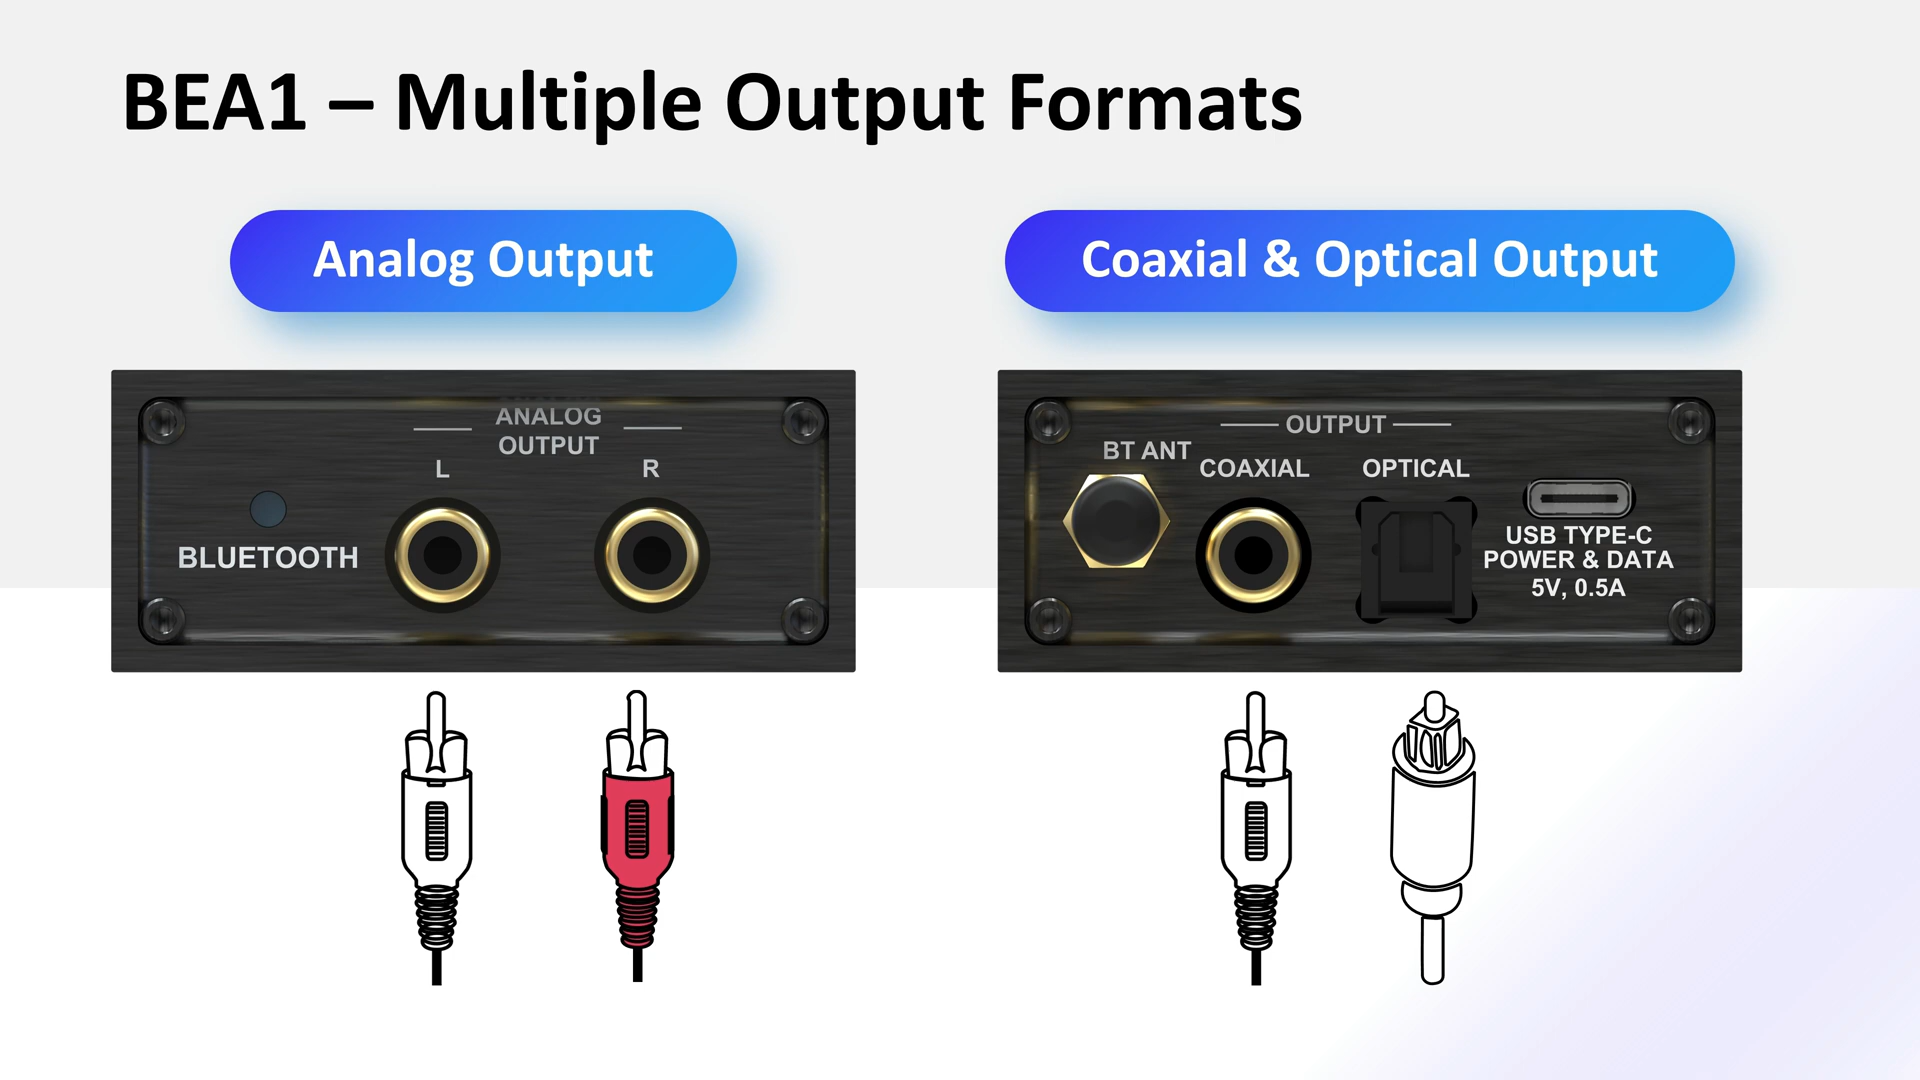 BEA1 – Multiple Output Formats
Analog Output
Coaxial & Optical Output
ANALOG
OUTPUT
L
R
BLUETOOTH
OUTPUT
BT ANT
COAXIAL
OPTICAL
USB TYPE-C
POWER & DATA
5V, 0.5A